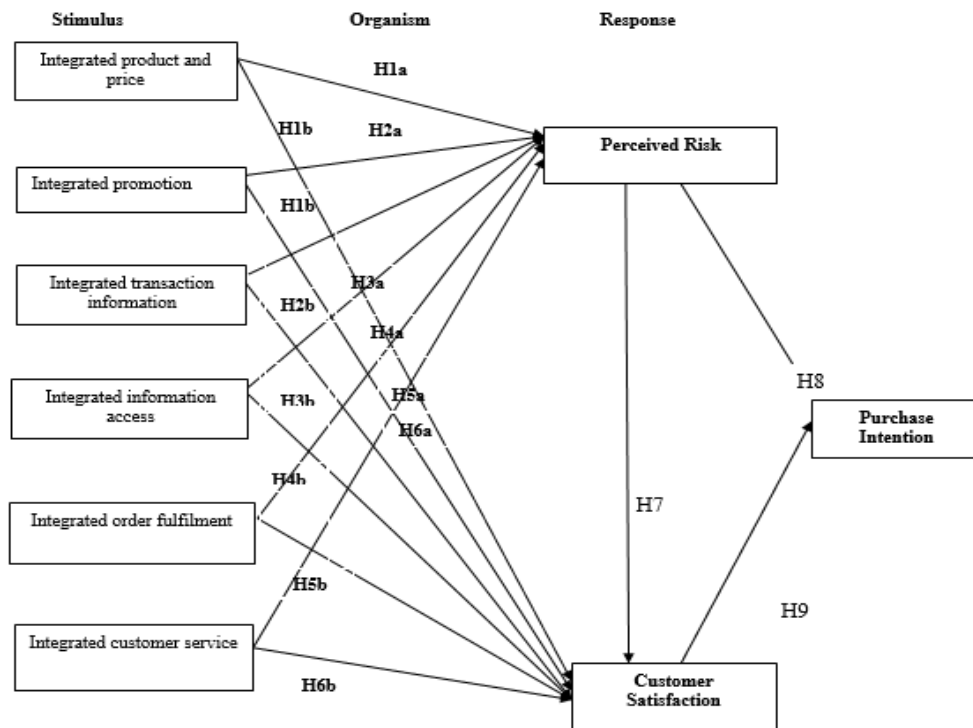 Stimulus
Organism
Response
Integrated product and
price
H1a
H1b
H2a
Perceived Risk
Integrated promotion
H1b
Integrated transaction
information
H3a
H2b
H4a
Integrated information
access
H5a
H3b
H6a
H8
Purchase
Intention
H4b
Integrated order fulfilment
H7
H5b
Integrated customer service
H9
H6b
Customer
Satisfaction